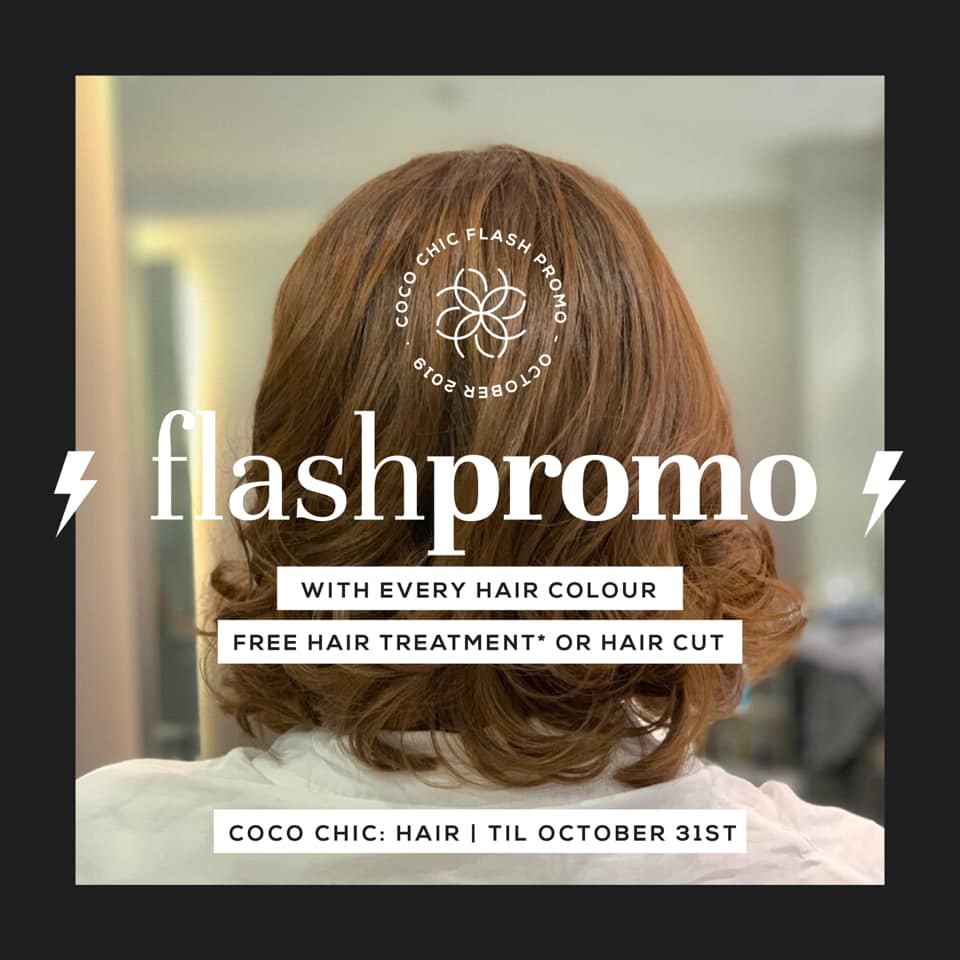 COCO CHIC FLASH PROMO - OCTOBER 2019 ·
flashpromo
WITH EVERY HAIR COLOUR
FREE HAIR TREATMENT* OR HAIR CUT
COCO CHIC: HAIR | TIL OCTOBER 31ST